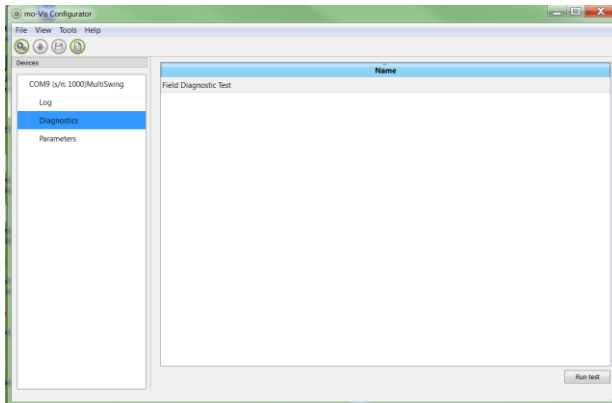 mo-Vis Configurator
File View Tools Help
Devices
Name
COM9 (s/n: 1000)MultiSwing
Field Diagnostic Test
Log
Diagnostics
Parameters
Run test